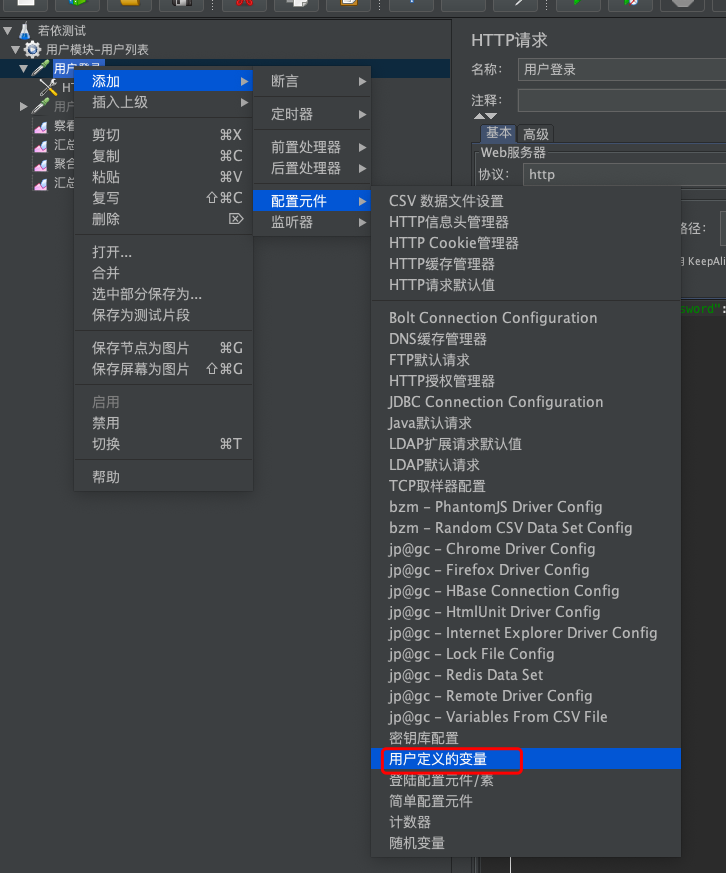 若依测试
用户模块-用户列表
用户登录
HT
用户
察看
汇总
聚合
汇总
添加
插入上级
剪切 ⌘X
复制 ⌘C
粘贴 ⌘V
复写 ⇧⌘C
删除 ⌦
打开...
合并
选中部分保存为...
保存为测试片段
保存节点为图片 ⌘G
保存屏幕为图片 ⇧⌘G
启用
禁用
切换 ⌘T
帮助
断言
定时器
前置处理器
后置处理器
配置元件
监听器
CSV 数据文件设置
HTTP信息头管理器
HTTP Cookie管理器
HTTP缓存管理器
HTTP请求默认值
Bolt Connection Configuration
DNS缓存管理器
FTP默认请求
HTTP授权管理器
JDBC Connection Configuration
Java默认请求
LDAP扩展请求默认值
LDAP默认请求
TCP取样器配置
bzm - PhantomJS Driver Config
bzm - Random CSV Data Set Config
jp@gc - Chrome Driver Config
jp@gc - Firefox Driver Config
jp@gc - HBase Connection Config
jp@gc - HtmlUnit Driver Config
jp@gc - Internet Explorer Driver Config
jp@gc - Lock File Config
jp@gc - Redis Data Set
jp@gc - Remote Driver Config
jp@gc - Variables From CSV File
密钥库配置
用户定义的变量
登陆配置元件/素
简单配置元件
计数器
随机变量
HTTP请求
名称： 用户登录
注释：
基本 高级
Web服务器
协议： http
路径：
用 KeepAli
sword":